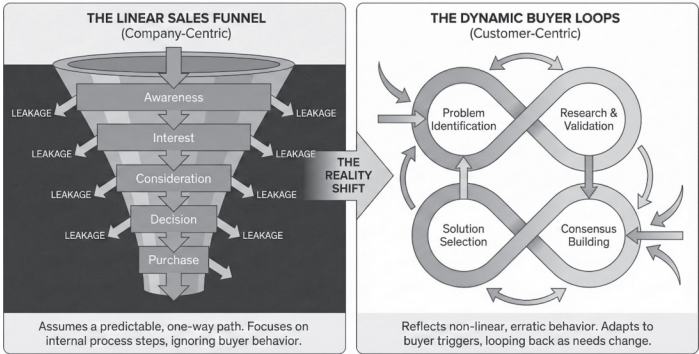 THE LINEAR SALES FUNNEL
(Company-Centric)
Awareness
LEAKAGE
LEAKAGE
Interest
LEAKAGE
LEAKAGE
Consideration
LEAKAGE
LEAKAGE
Decision
LEAKAGE
LEAKAGE
Purchase
Assumes a predictable, one-way path. Focuses on
internal process steps, ignoring buyer behavior.
THE
REALITY
SHIFT
THE DYNAMIC BUYER LOOPS
(Customer-Centric)
Problem
Identification
Research &
Validation
Solution
Selection
Consensus
Building
Reflects non-linear, erratic behavior. Adapts to
buyer triggers, looping back as needs change.